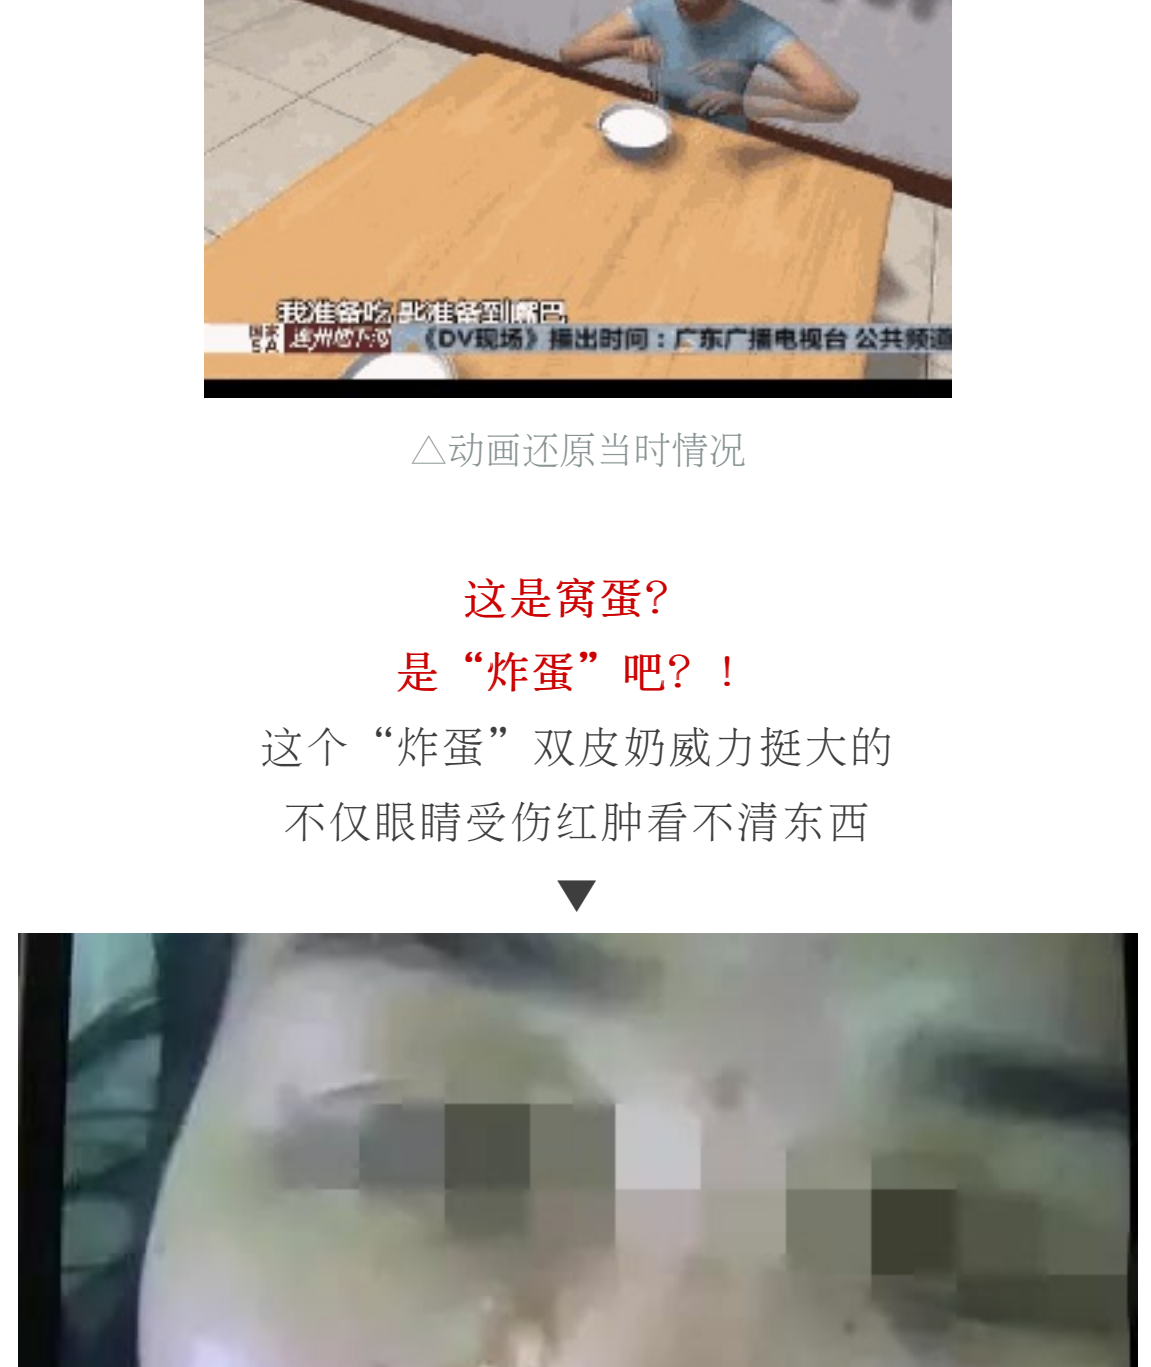 我准备吃 匙准备到嘴巴
《DV现场》播出时间：广东广播电视台 公共频道
△动画还原当时情况
这是窝蛋?
是“炸蛋”吧? !
这个“炸蛋”双皮奶威力挺大的
不仅眼睛受伤红肿看不清东西